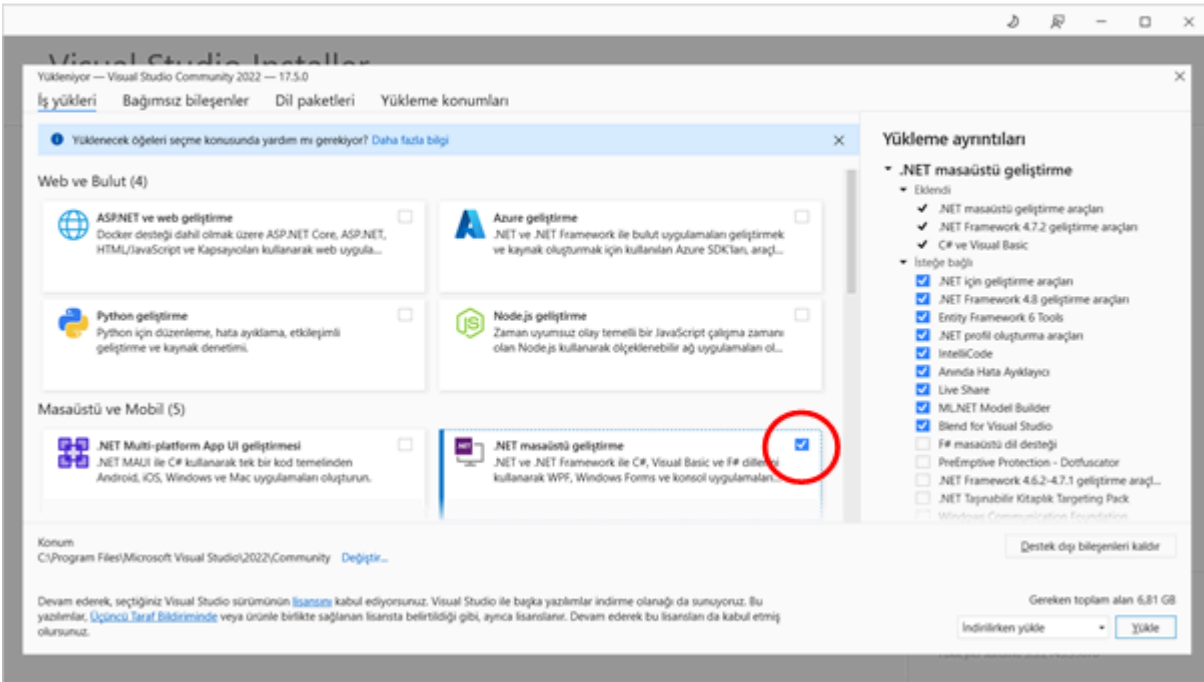 Visual Studio Installer
Yükleniyor — Visual Studio Community 2022 — 17.5.0
İş yükleri Bağımsız bileşenler Dil paketleri Yükleme konumları
Yüklenecek öğeleri seçme konusunda yardım mı gerekiyor? Daha fazla bilgi
Web ve Bulut (4)
ASP.NET ve web geliştirme
Docker desteği dahil olmak üzere ASP.NET Core, ASP.NET,
HTML/JavaScript ve Kapsayıcıları kullanarak web uygula...
Azure geliştirme
.NET ve .NET Framework ile bulut uygulamaları geliştirmek
ve kaynak oluşturmak için kullanılan Azure SDK'ları, araçl...
Python geliştirme
Python için düzenleme, hata ayıklama, etkileşimli
geliştirme ve kaynak denetimi.
Node.js geliştirme
Zaman uyumsuz olay temelli bir JavaScript çalışma zamanı
olan Node.js kullanarak ölçeklenebilir ağ uygulamaları ol...
Masaüstü ve Mobil (5)
.NET Multi-platform App UI geliştirmesi
.NET MAUI ile C# kullanarak tek bir kod temelinden
Android, iOS, Windows ve Mac uygulamaları oluşturun.
.NET masaüstü geliştirme
.NET ve .NET Framework ile C#, Visual Basic ve F# dillerini
kullanarak WPF, Windows Forms ve konsol uygulamaları...
Yükleme ayrıntıları
.NET masaüstü geliştirme
Eklendi
.NET masaüstü geliştirme araçları
.NET Framework 4.7.2 geliştirme araçları
C# ve Visual Basic
İsteğe bağlı
.NET için geliştirme araçları
.NET Framework 4.8 geliştirme araçları
Entity Framework 6 Tools
.NET profil oluşturma araçları
IntelliCode
Anında Hata Ayıklayıcı
Live Share
ML.NET Model Builder
Blend for Visual Studio
F# masaüstü dil desteği
PreEmptive Protection - Dotfuscator
.NET Framework 4.6.2-4.7.1 geliştirme araçl...
.NET Taşınabilir Kitaplık Targeting Pack
Windows Communication Foundation
Konum
C:\Program Files\Microsoft Visual Studio\2022\Community Değiştir...
Destek dışı bileşenleri kaldır
Devam ederek, seçtiğiniz Visual Studio sürümünün lisansını kabul ediyorsunuz. Visual Studio ile başka yazılımlar indirme olanağı da sunuyoruz. Bu
yazılımlar, Üçüncü Taraf Bildiriminde veya ürünle birlikte sağlanan lisansta belirtildiği gibi, ayrıca lisanslanır. Devam ederek bu lisansları da kabul etmiş
olursunuz.
Gereken toplam alan 6,81 GB
İndirilirken yükle Yükle